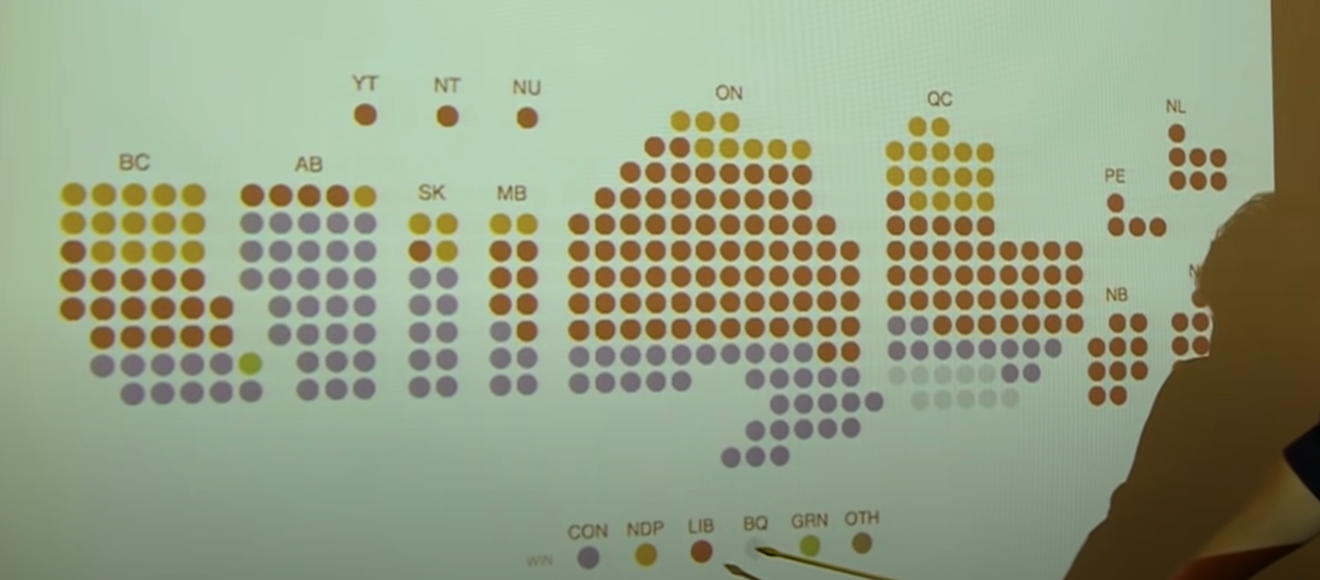 YT NT NU
ON
QC
NL
BC
AB
SK
MB
PE
NB
CON NDP LIB BQ GRN OTH
WIN